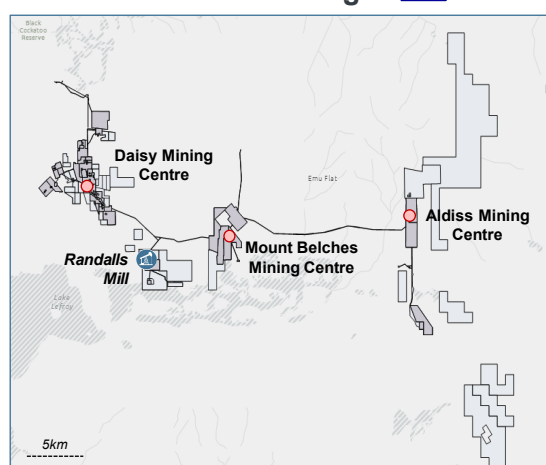 Black
Cockatoo
Reserve
Daisy Mining
Centre
Emu Flat
Aldiss Mining
Centre
Mount Belches
Mining Centre
Randalls
Mill
Lake
Lefroy
5km